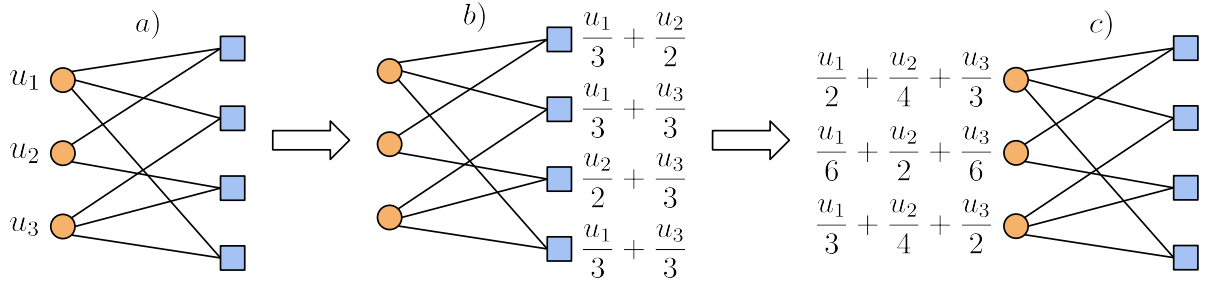 a)
u₁
u₂
u₃
b)
u₁/3 + u₂/2
u₁/3 + u₃/3
u₂/2 + u₃/3
u₁/3 + u₃/3
c)
u₁/2 + u₂/4 + u₃/3
u₁/6 + u₂/2 + u₃/6
u₁/3 + u₂/4 + u₃/2